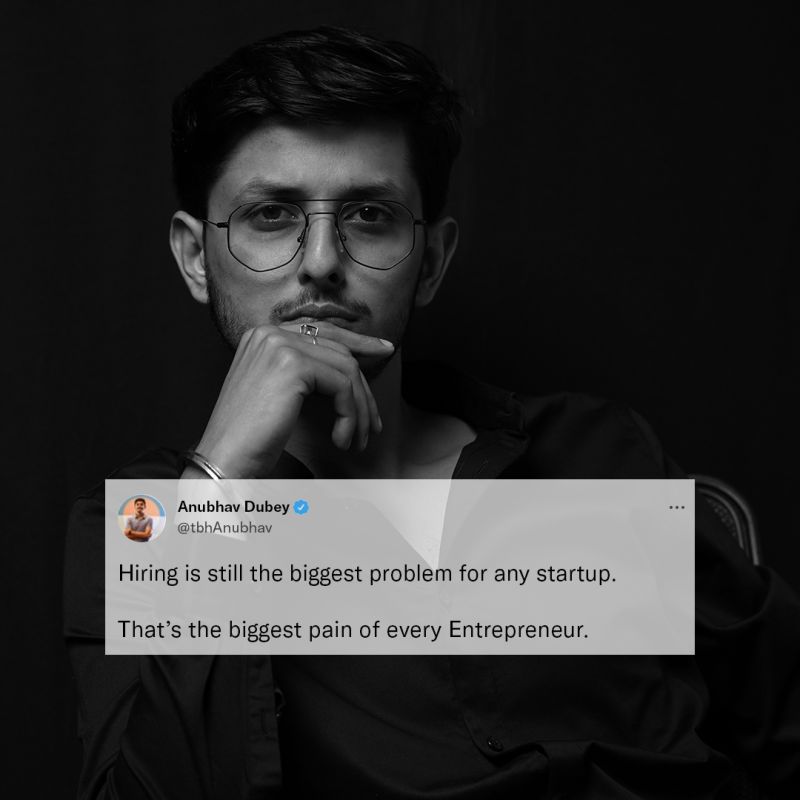 Anubhav Dubey
@tbhAnubhav
Hiring is still the biggest problem for any startup.
That’s the biggest pain of every Entrepreneur.